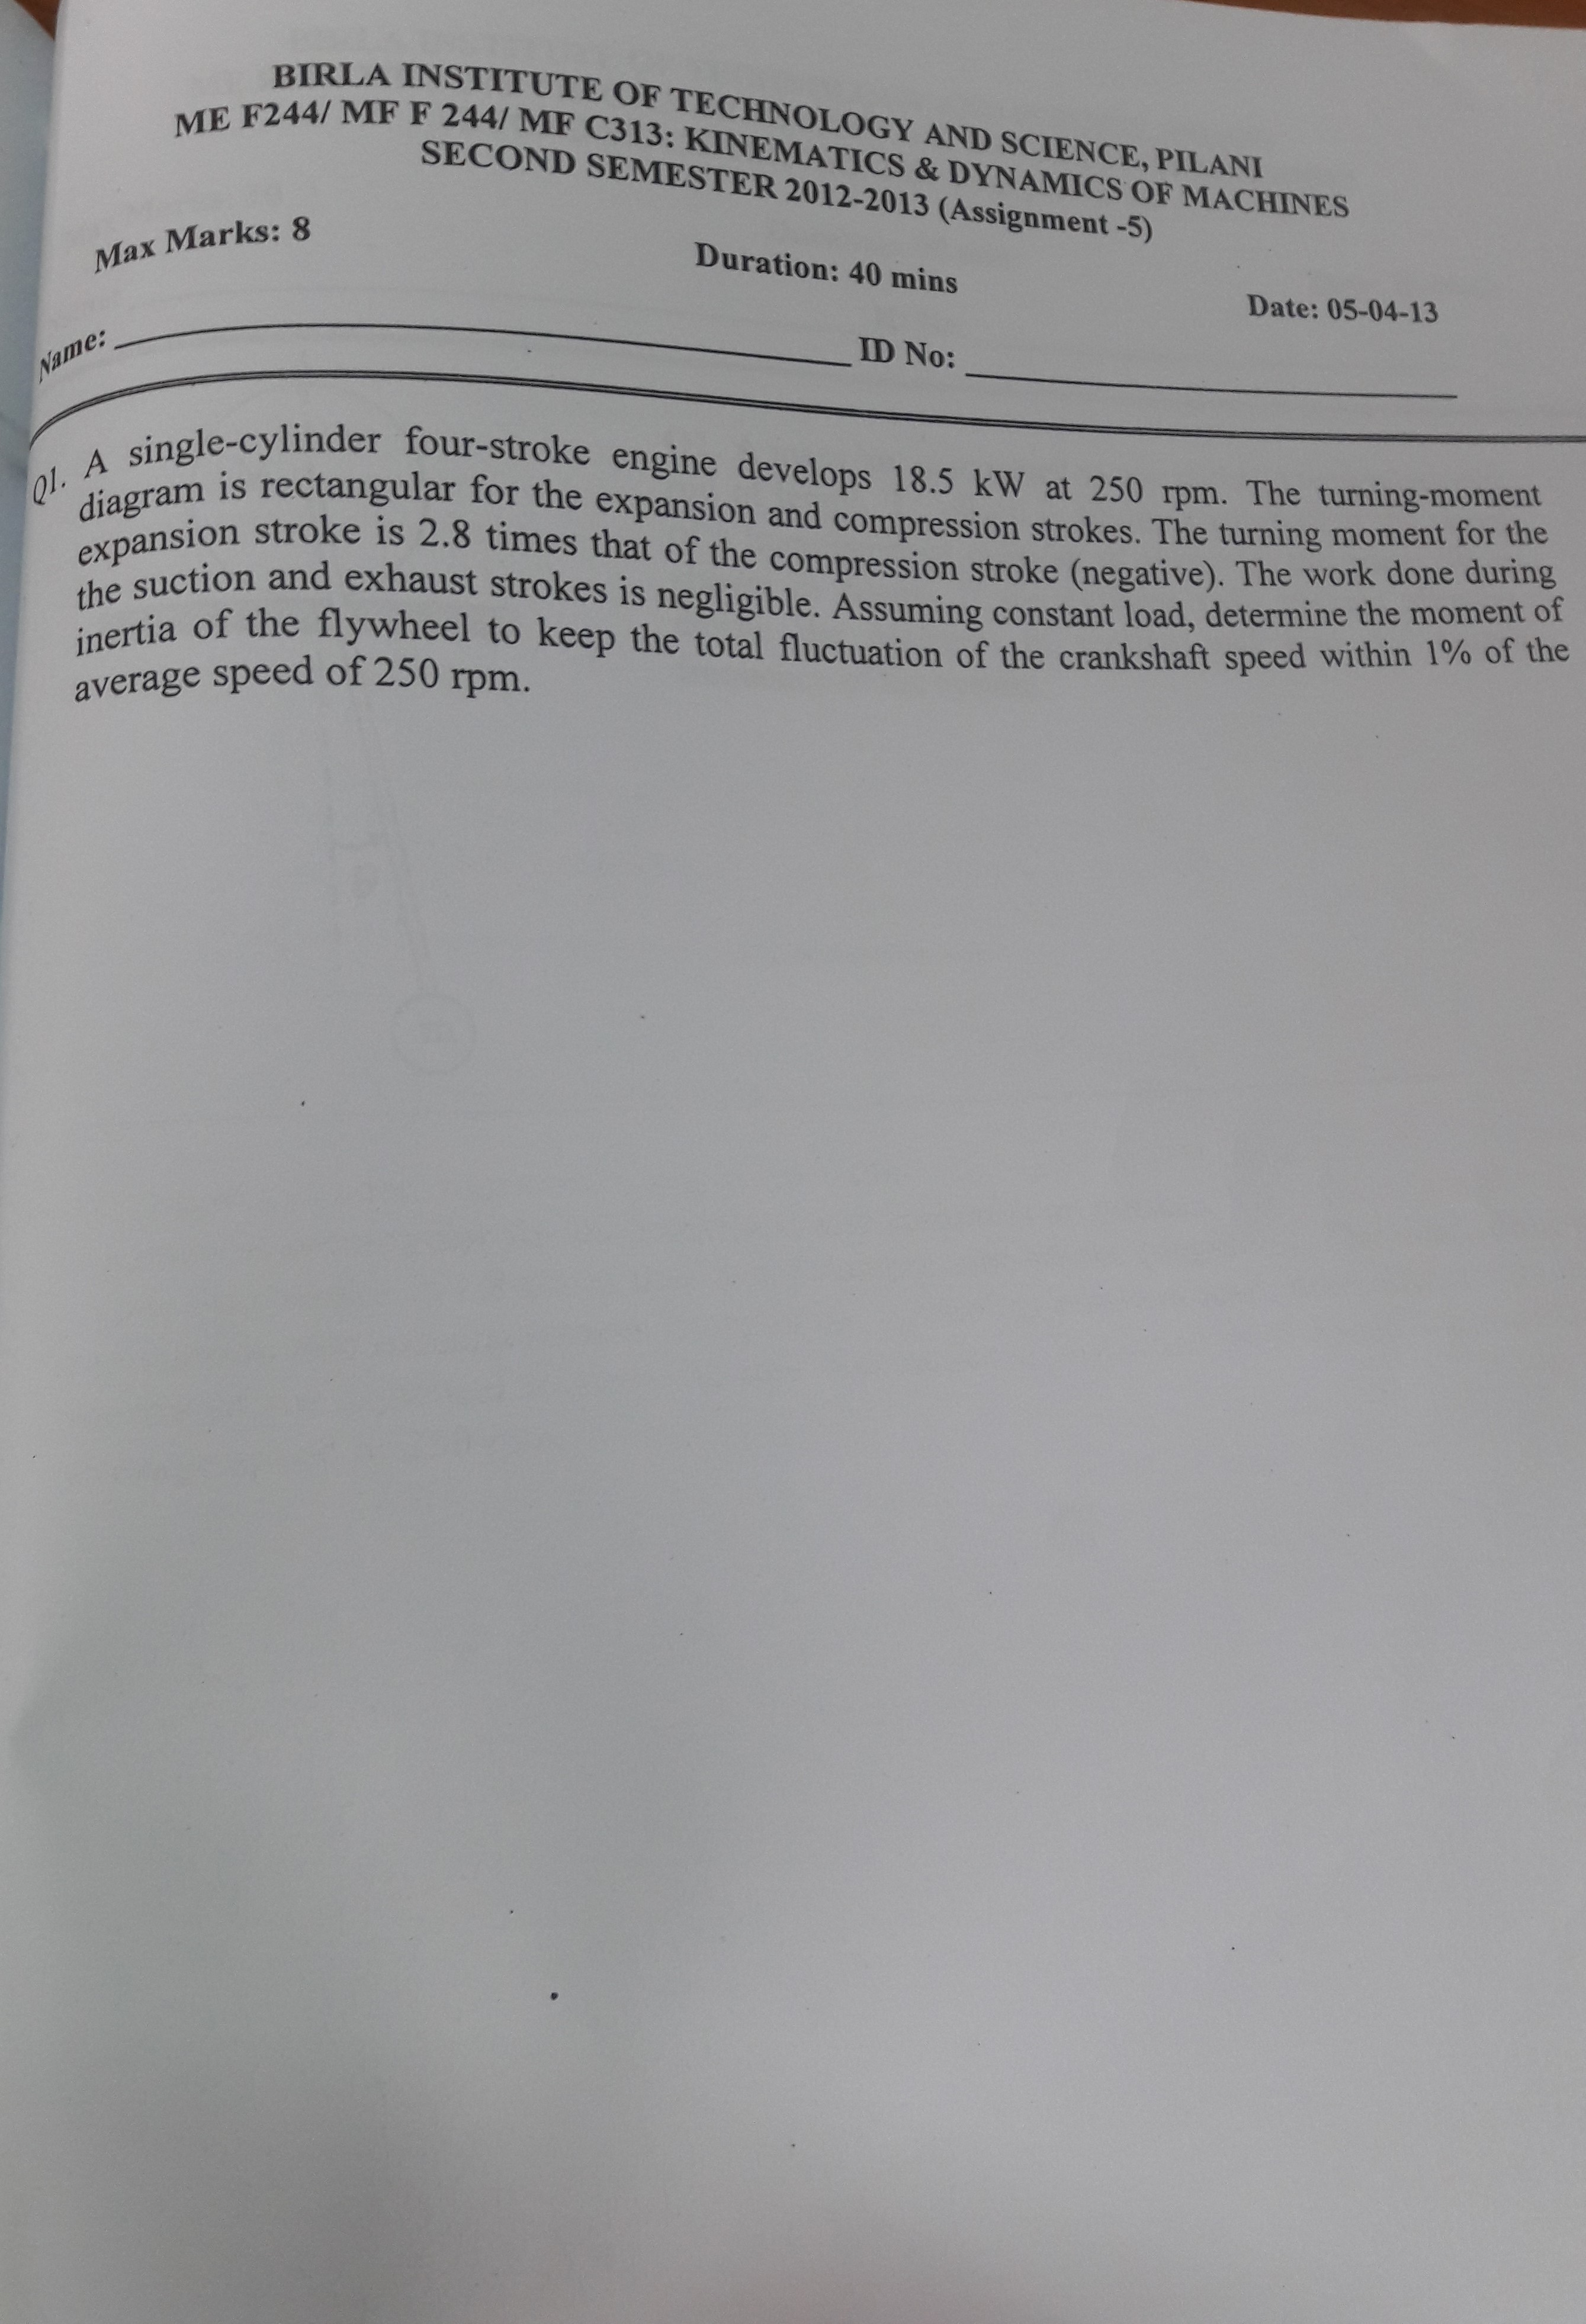 BIRLA INSTITUTE OF TECHNOLOGY AND SCIENCE, PILANI
ME F244/ MF F 244/ MF C313: KINEMATICS & DYNAMICS OF MACHINES
SECOND SEMESTER 2012-2013 (Assignment -5)
Max Marks: 8 Duration: 40 mins Date: 05-04-13
Name: ID No:
Q1. A single-cylinder four-stroke engine develops 18.5 kW at 250 rpm. The turning-moment
diagram is rectangular for the expansion and compression strokes. The turning moment for the
expansion stroke is 2.8 times that of the compression stroke (negative). The work done during
the suction and exhaust strokes is negligible. Assuming constant load, determine the moment of
inertia of the flywheel to keep the total fluctuation of the crankshaft speed within 1% of the
average speed of 250 rpm.